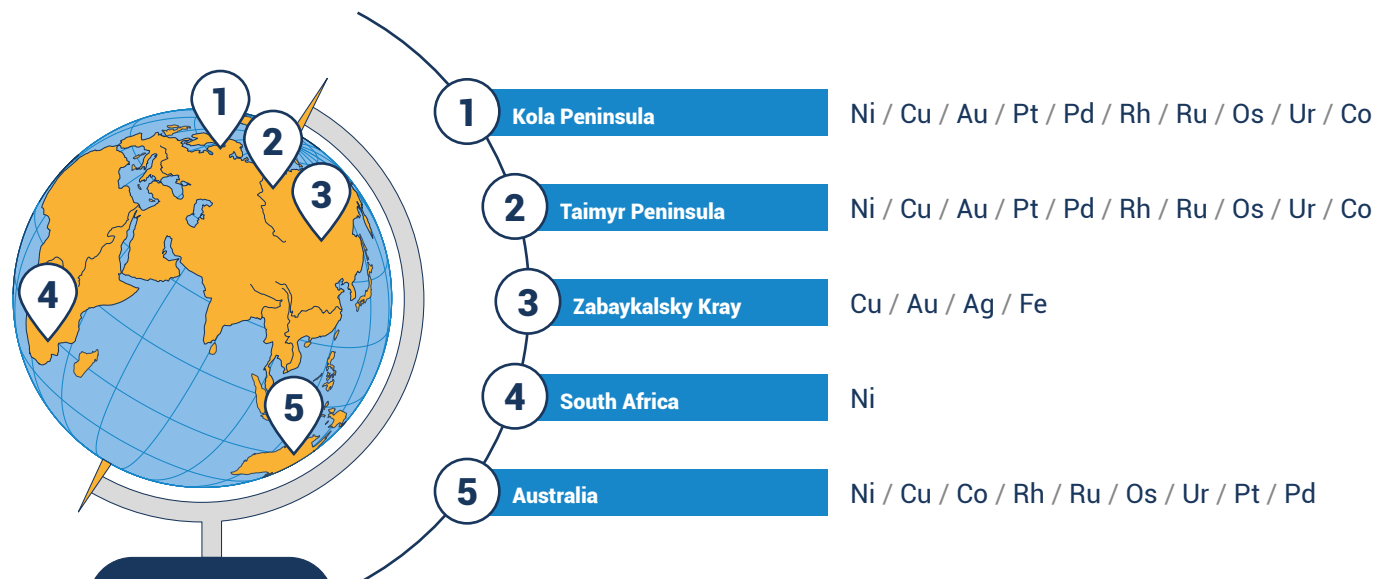 1
2
3
4
5
1 Kola Peninsula Ni / Cu / Au / Pt / Pd / Rh / Ru / Os / Ur / Co
2 Taimyr Peninsula Ni / Cu / Au / Pt / Pd / Rh / Ru / Os / Ur / Co
3 Zabaykalsky Kray Cu / Au / Ag / Fe
4 South Africa Ni
5 Australia Ni / Cu / Co / Rh / Ru / Os / Ur / Pt / Pd